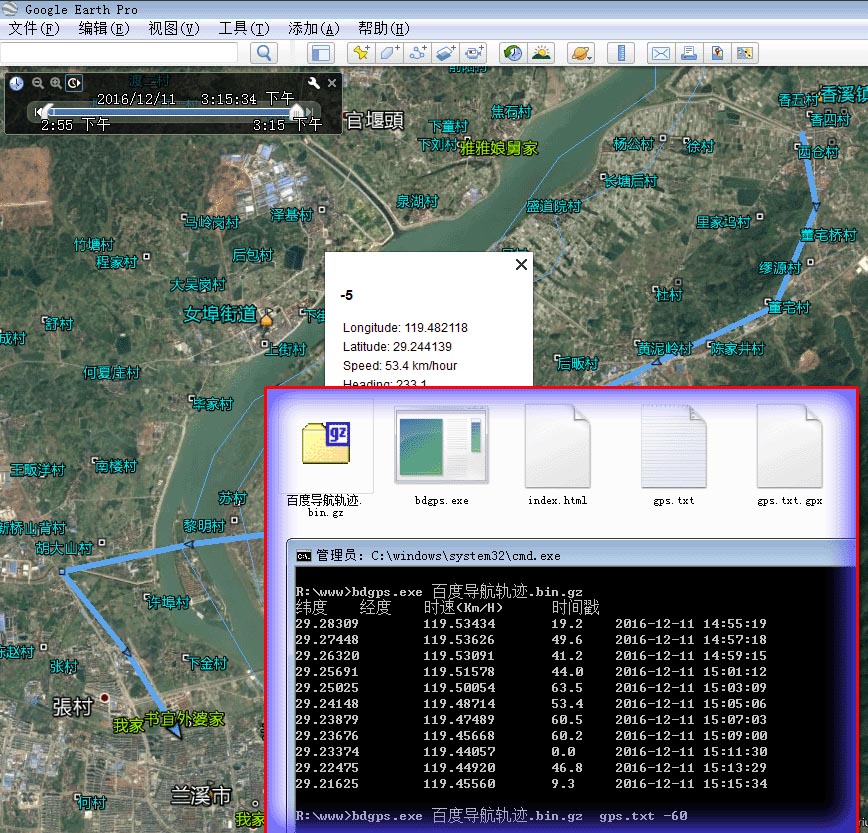 Google Earth Pro
文件(F) 编辑(E) 视图(V) 工具(T) 添加(A) 帮助(H)
2016/12/11 3:15:34 下午
2:55 下午 3:15 下午
官堰頭
焦石村
下童村
下刘村
雅雅娘舅家
香五村
香溪镇
香四村
西仓村
杨公村
徐村
长塘后村
泉湖村
盛道院村
泽基村
马岭岗村
里家坞村
董宅桥村
竹塘村
程家村
后包村
缪源村
大吴岗村
杜村
董宅村
女埠街道
舒村
成村
上街村
黄泥岭村
陈家井村
后畈村
何夏庄村
毕家村
-5
Longitude: 119.482118
Latitude: 29.244139
Speed: 53.4 km/hour
Heading: 233.1
王畈洋村
南楼村
苏村
新桥山背村
黎明村
胡大山村
许埠村
下金村
张村
張村
我家
书宜外婆家
兰溪市
何村
我家
gz
百度导航轨迹.bin.gz
bdgps.exe
index.html
gps.txt
gps.txt.gpx
管理员: C:\windows\system32\cmd.exe
R:\www>bdgps.exe 百度导航轨迹.bin.gz
纬度 经度 时速(Km/H) 时间戳
29.28309 119.53434 19.2 2016-12-11 14:55:19
29.27448 119.53626 49.6 2016-12-11 14:57:18
29.26320 119.53091 41.2 2016-12-11 14:59:15
29.25691 119.51578 44.0 2016-12-11 15:01:12
29.25025 119.50054 63.5 2016-12-11 15:03:09
29.24148 119.48714 53.4 2016-12-11 15:05:06
29.23879 119.47489 60.5 2016-12-11 15:07:03
29.23676 119.45668 60.2 2016-12-11 15:09:00
29.23374 119.44057 0.0 2016-12-11 15:11:30
29.22475 119.44920 46.8 2016-12-11 15:13:29
29.21625 119.45560 9.3 2016-12-11 15:15:34
R:\www>bdgps.exe 百度导航轨迹.bin.gz gps.txt -60